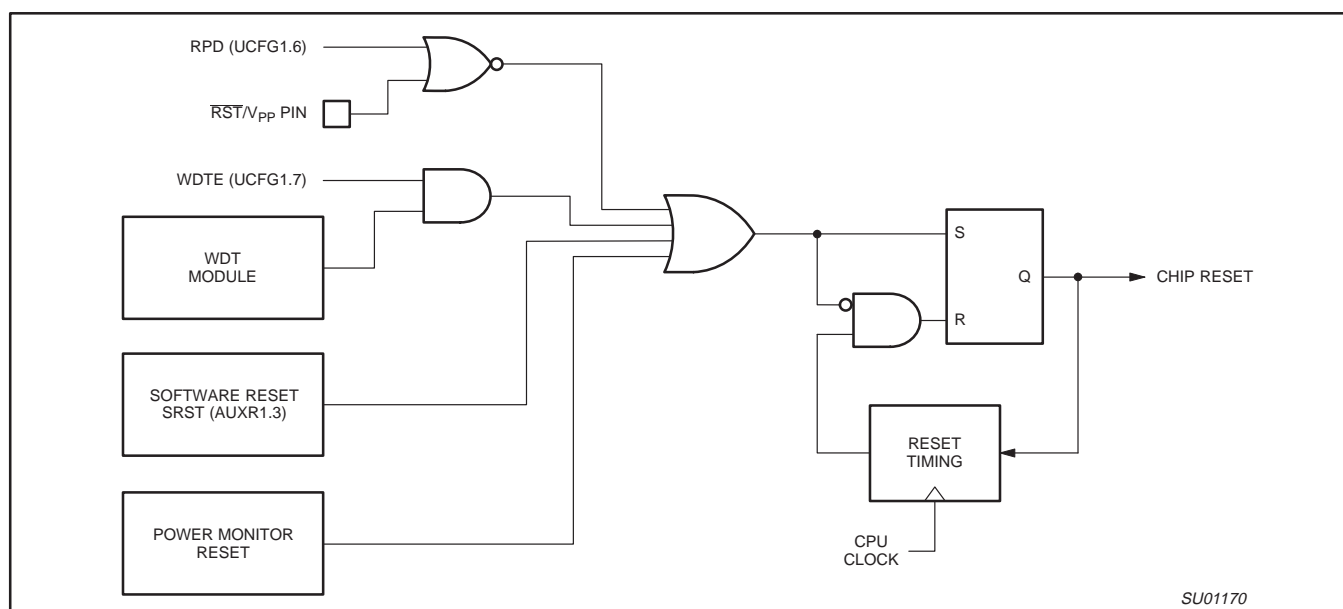 RPD (UCFG1.6)
RST/VPP PIN
WDTE (UCFG1.7)
WDT
MODULE
SOFTWARE RESET
SRST (AUXR1.3)
POWER MONITOR
RESET
S
Q
R
CHIP RESET
RESET
TIMING
CPU
CLOCK
SU01170